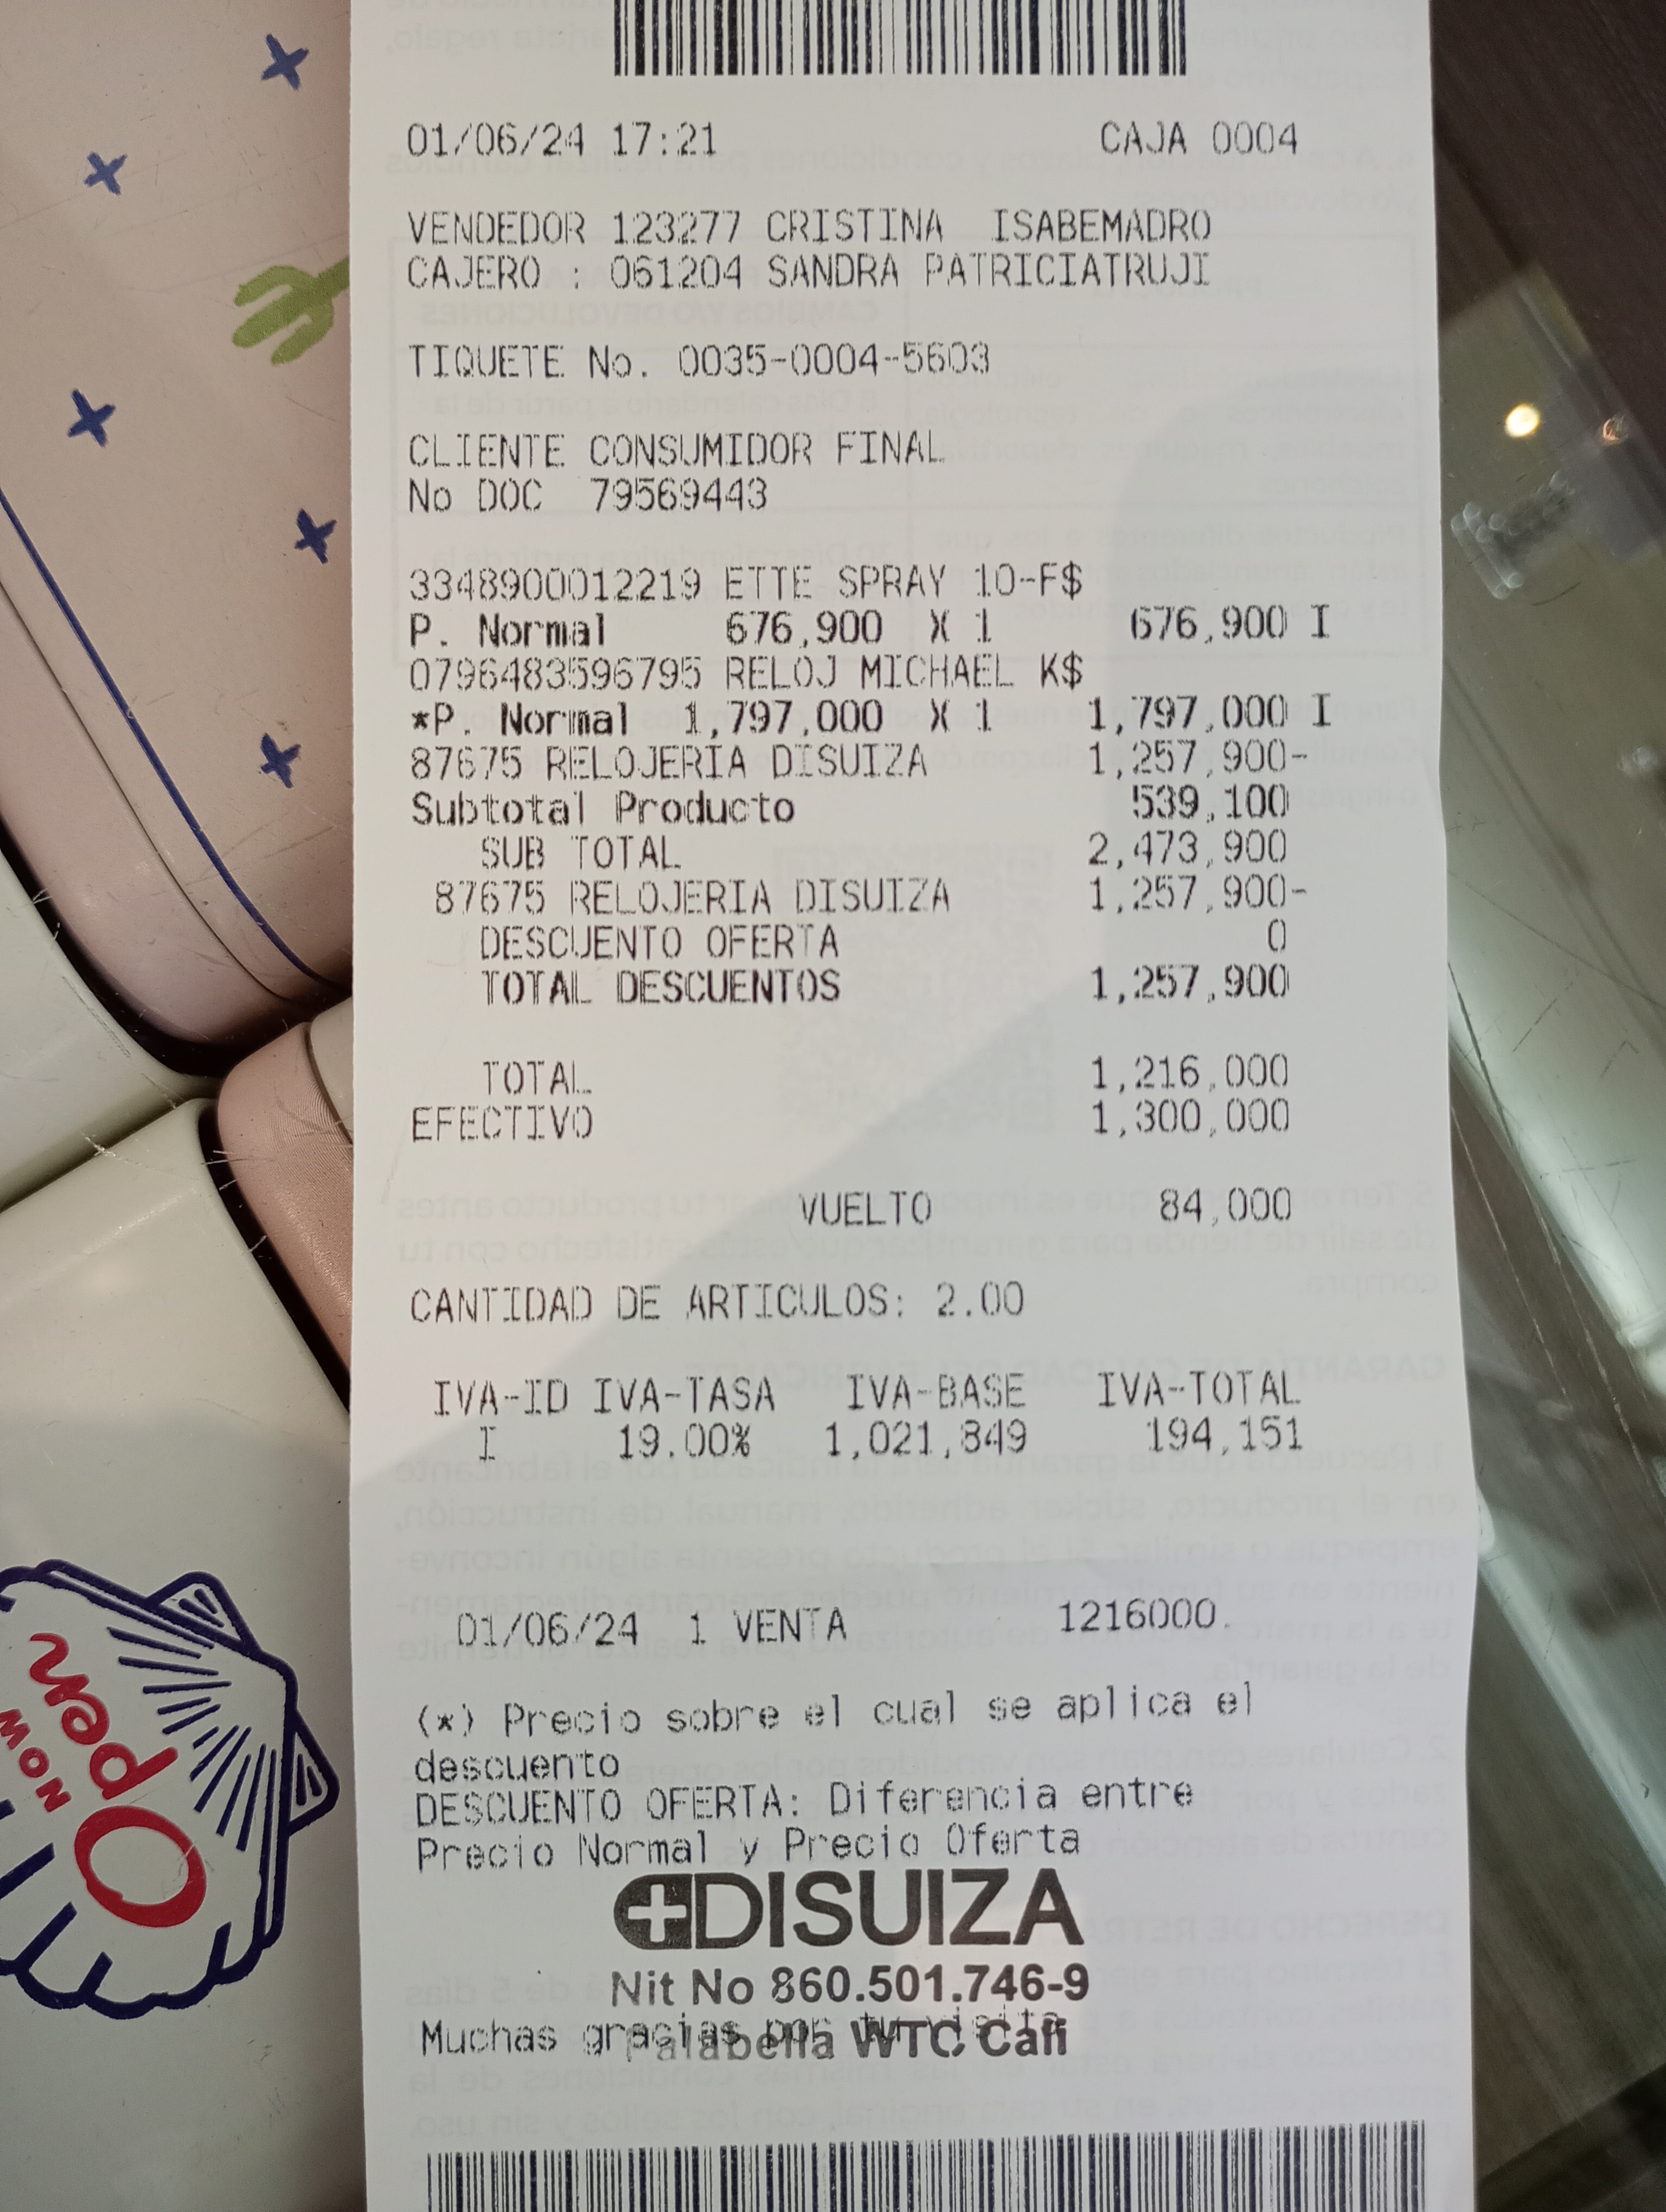 01/06/24 17:21 CAJA 0004
VENDEDOR 123277 CRISTINA ISABEMADRO
CAJERO : 061204 SANDRA PATRICIATRUJI
TIQUETE No. 0035-0004-5603
CLIENTE CONSUMIDOR FINAL
No DOC 79569443
3348900012219 ETTE SPRAY 10-F$
P. Normal 676,900 X 1 676,900 I
0796483596795 RELOJ MICHAEL K$
*P. Normal 1,797,000 X 1 1,797,000 I
87675 RELOJERIA DISUIZA 1,257,900-
Subtotal Producto 539,100
SUB TOTAL 2,473,900
87675 RELOJERIA DISUIZA 1,257,900-
DESCUENTO OFERTA 0
TOTAL DESCUENTOS 1,257,900
TOTAL 1,216,000
EFECTIVO 1,300,000
VUELTO 84,000
CANTIDAD DE ARTICULOS: 2.00
IVA-ID IVA-TASA IVA-BASE IVA-TOTAL
I 19.00% 1,021,849 194,151
01/06/24 1 VENTA 1216000.
(*) Precio sobre el cual se aplica el
descuento
DESCUENTO OFERTA: Diferencia entre
Precio Normal y Precio Oferta
DISUIZA
Nit No 860.501.746-9
Muchas gracias por tu visita
Falabella WTC Cali
Open
NOW